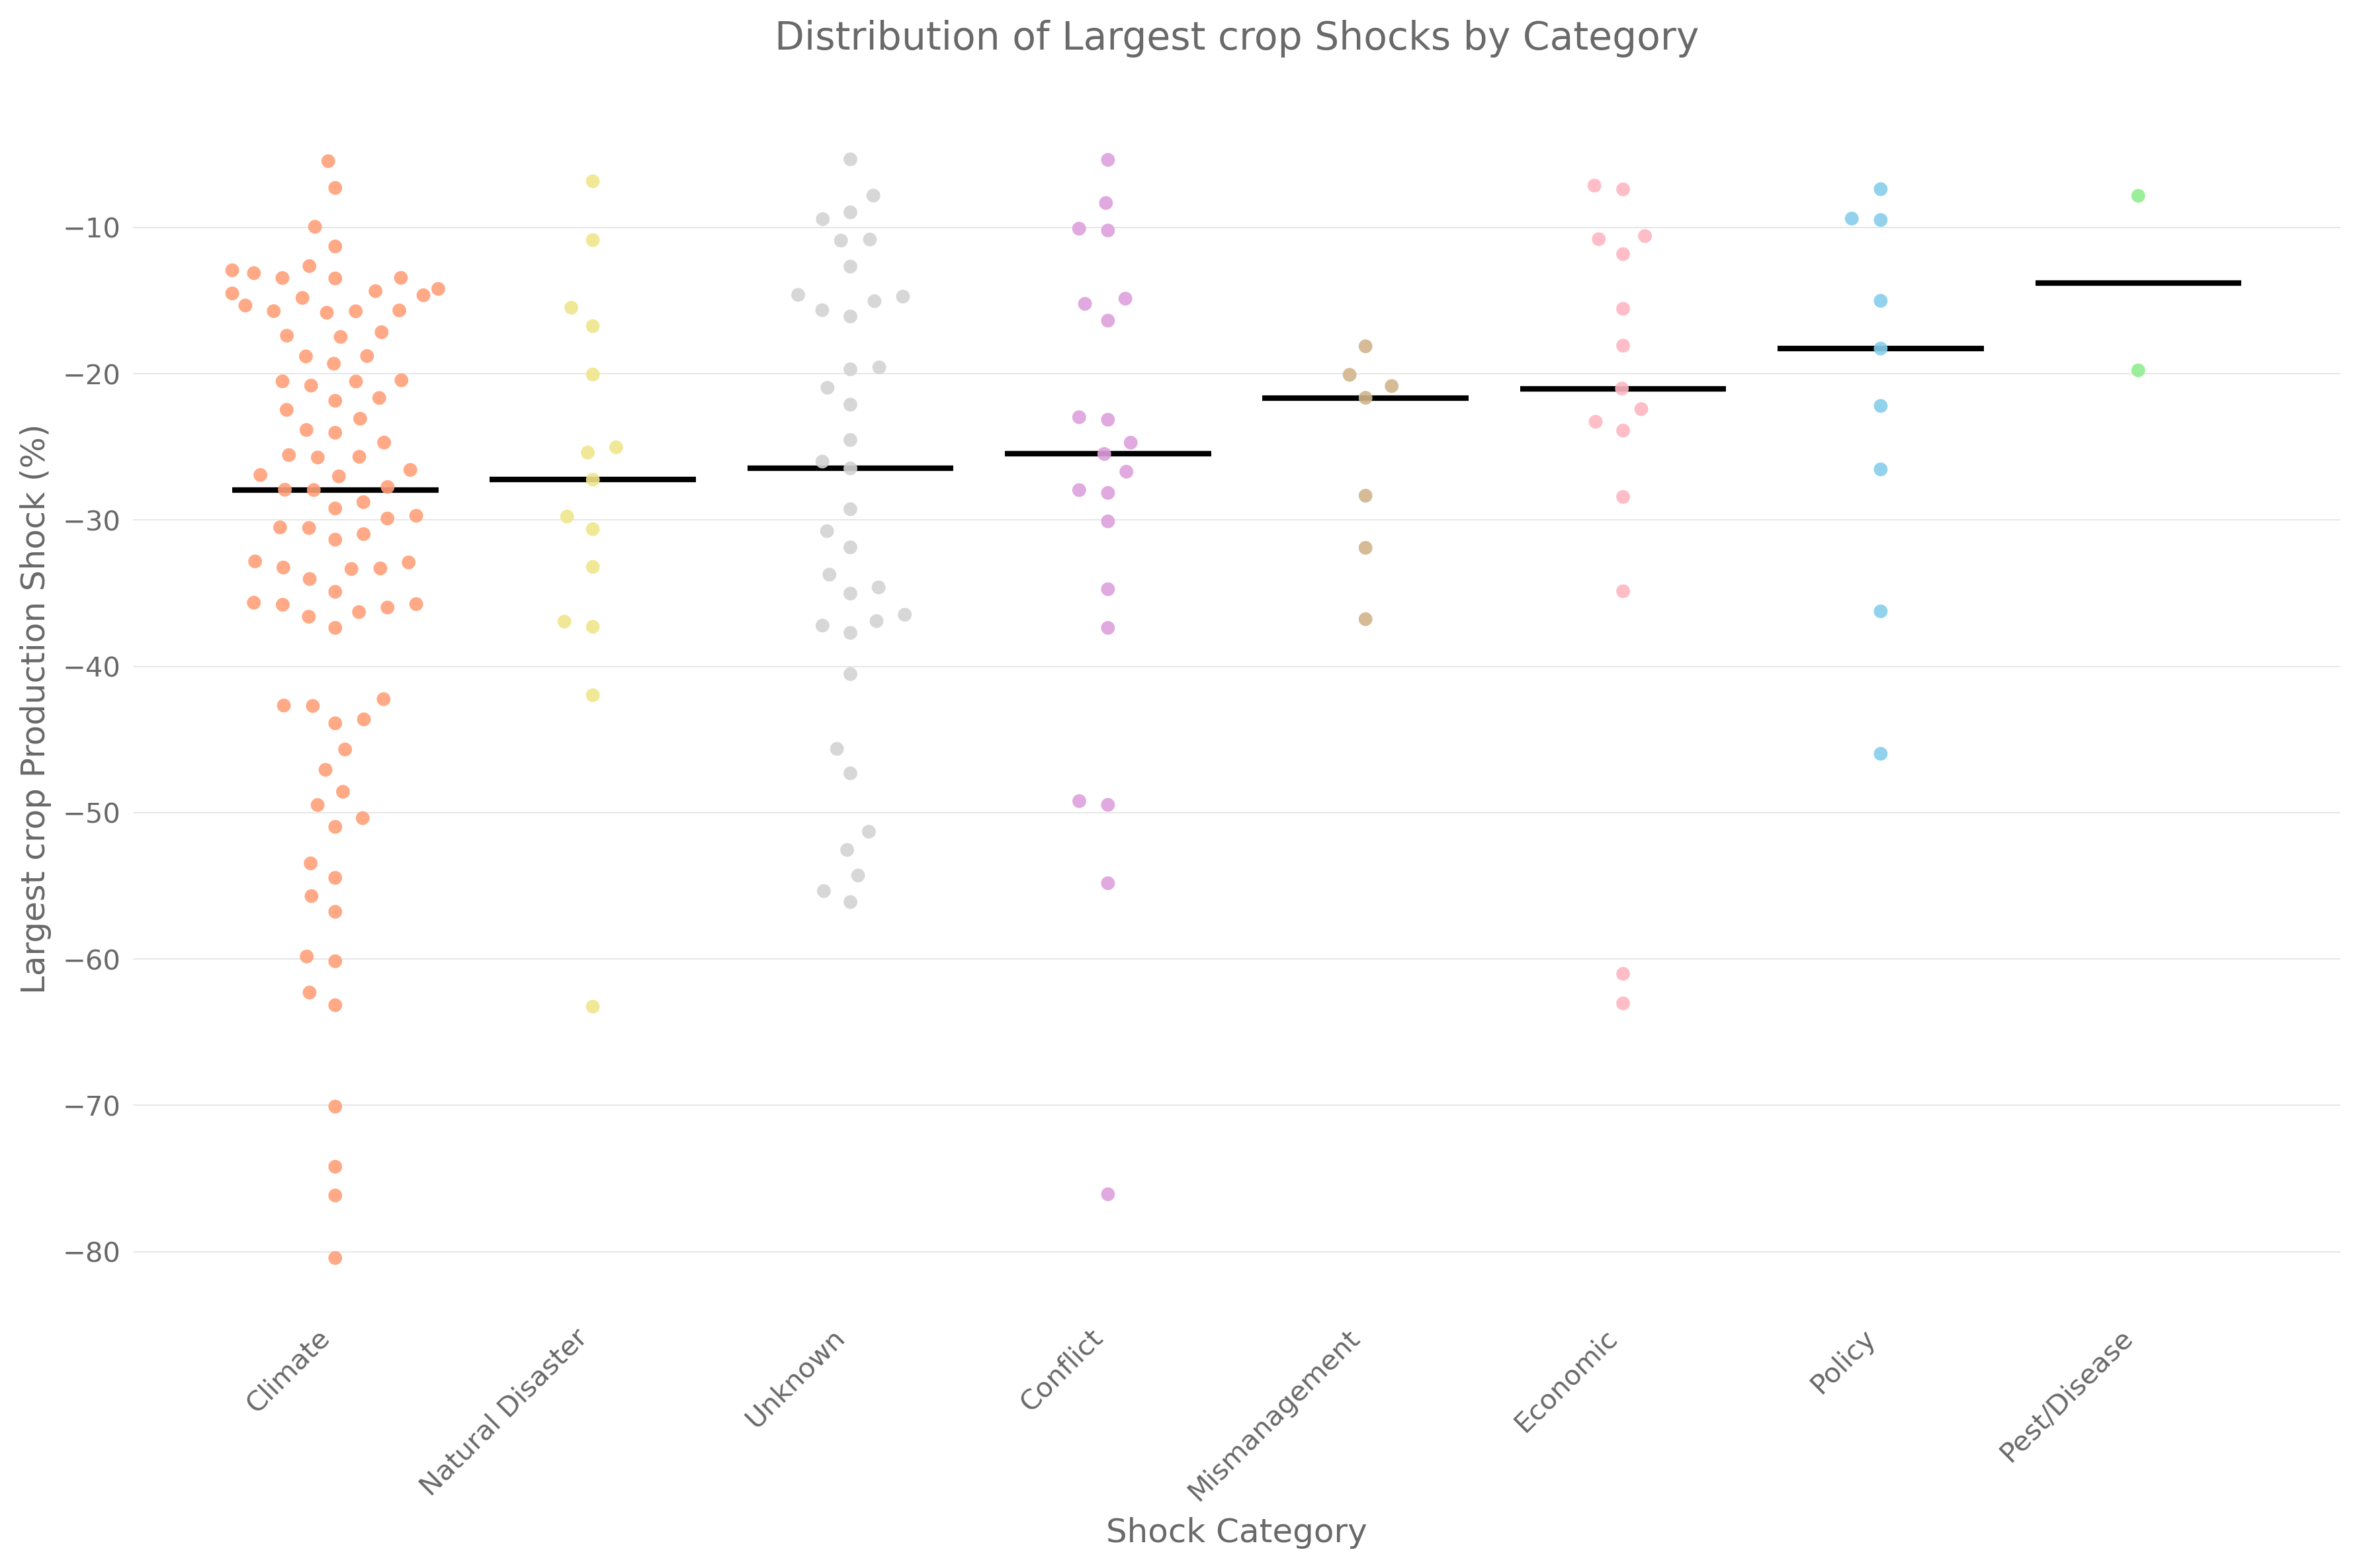 Distribution of Largest crop Shocks by Category
Largest crop Production Shock (%)
−10
−20
−30
−40
−50
−60
−70
−80
Climate
Natural Disaster
Unknown
Conflict
Mismanagement
Economic
Policy
Pest/Disease
Shock Category